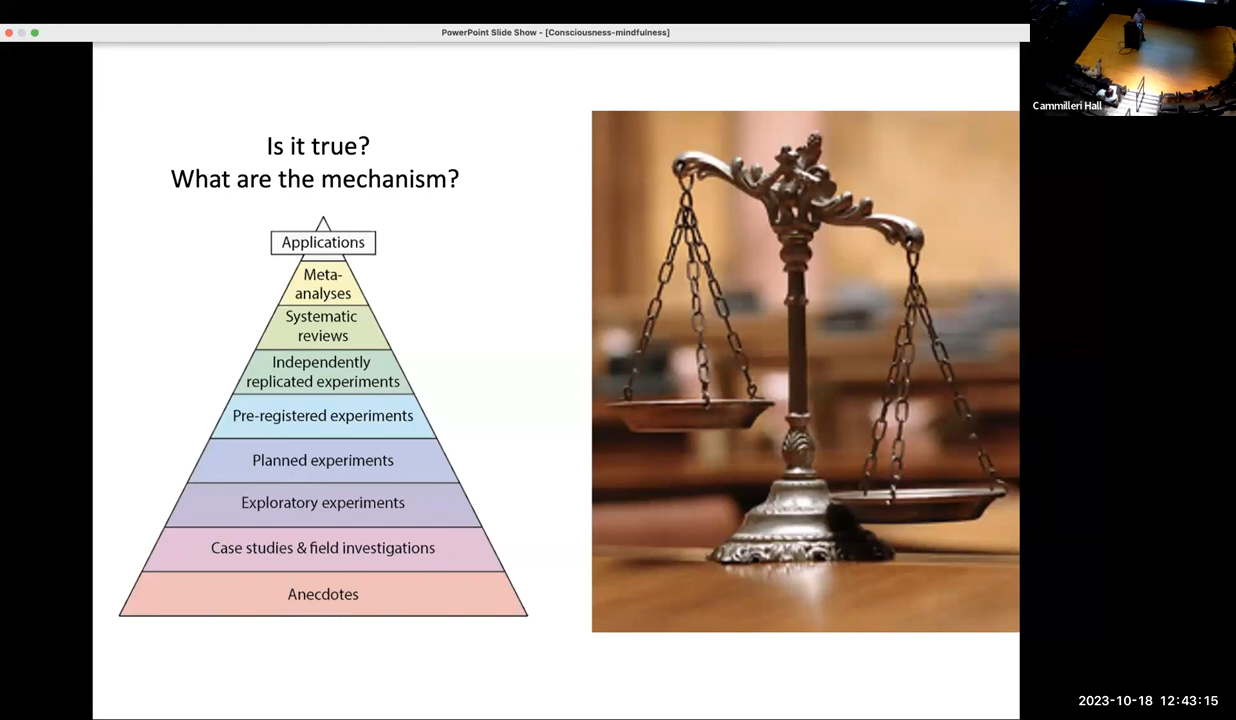 PowerPoint Slide Show - [Consciousness-mindfulness]
Cammilleri Hall
Is it true?
What are the mechanism?
Applications
Meta-
analyses
Systematic
reviews
Independently
replicated experiments
Pre-registered experiments
Planned experiments
Exploratory experiments
Case studies & field investigations
Anecdotes
2023-10-18 12:43:15